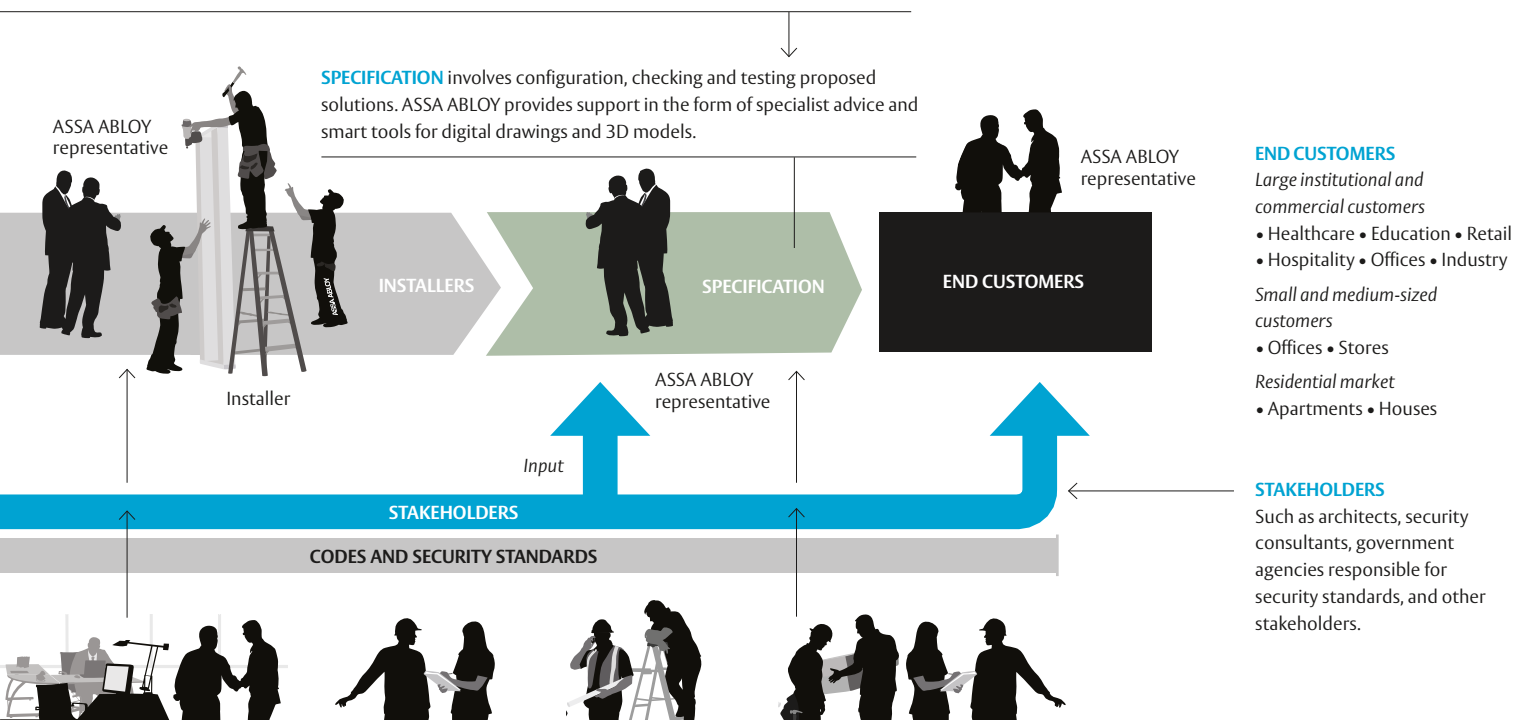 SPECIFICATION involves configuration, checking and testing proposed
solutions. ASSA ABLOY provides support in the form of specialist advice and
smart tools for digital drawings and 3D models.
ASSA ABLOY
representative
ASSA ABLOY
representative
INSTALLERS
SPECIFICATION
END CUSTOMERS
ASSA ABLOY
Installer
ASSA ABLOY
representative
Input
STAKEHOLDERS
CODES AND SECURITY STANDARDS
END CUSTOMERS
Large institutional and
commercial customers
• Healthcare • Education • Retail
• Hospitality • Offices • Industry
Small and medium-sized
customers
• Offices • Stores
Residential market
• Apartments • Houses
STAKEHOLDERS
Such as architects, security
consultants, government
agencies responsible for
security standards, and other
stakeholders.